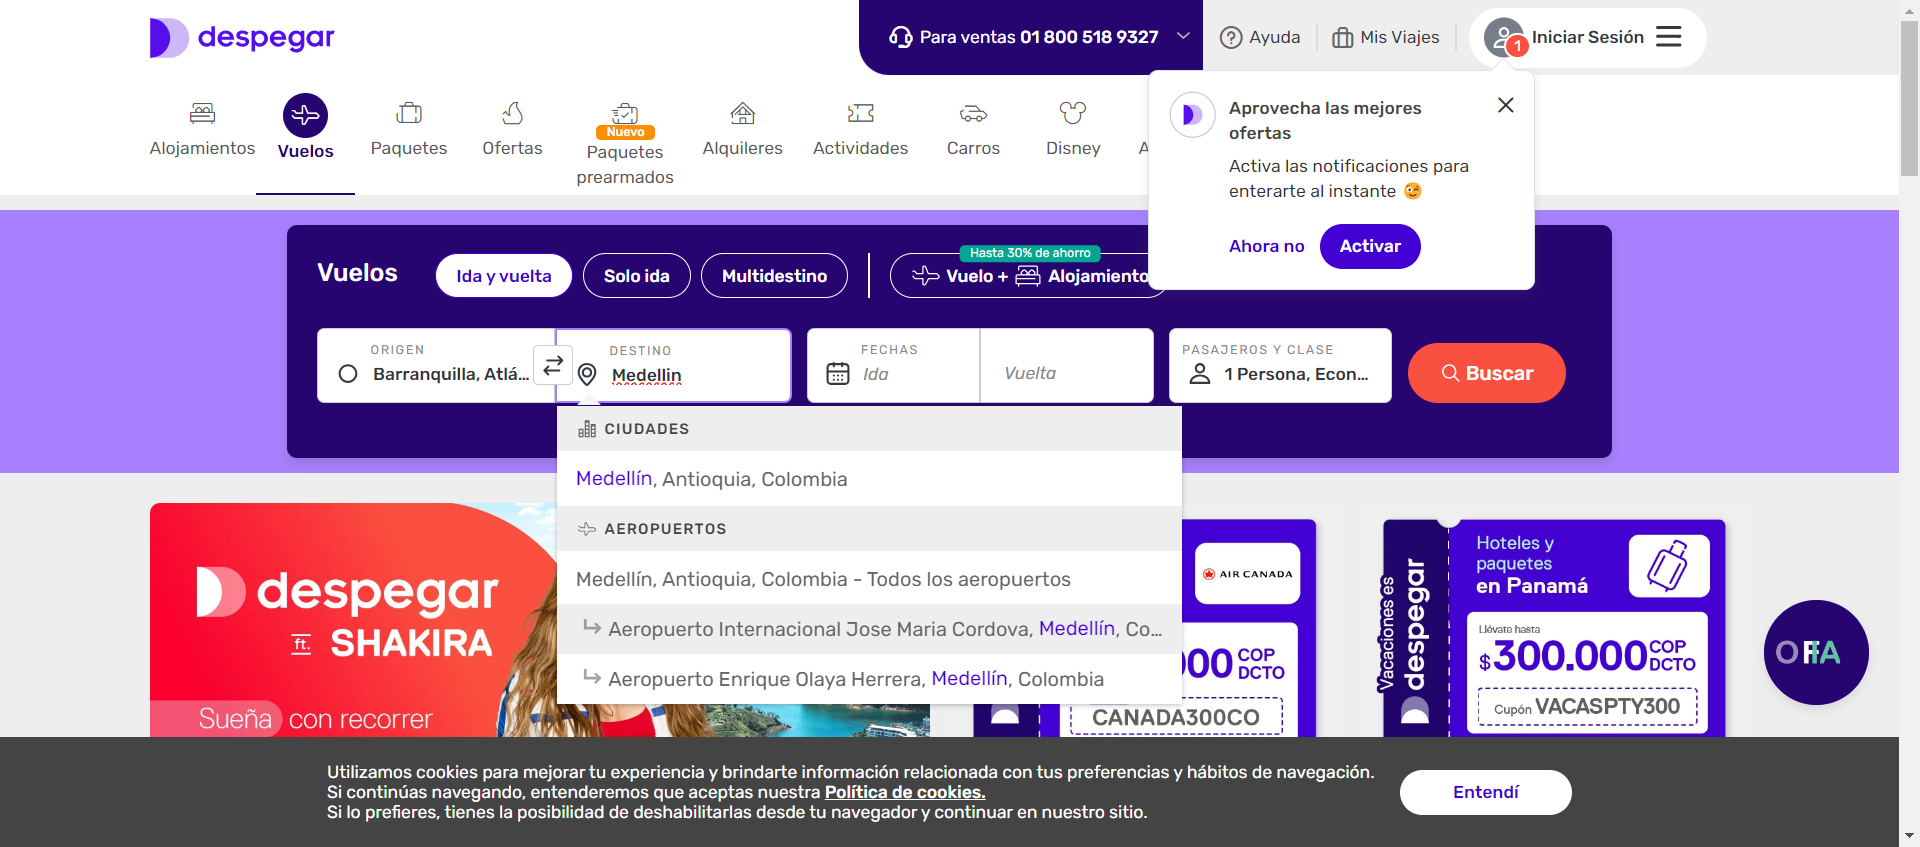 despegar
Para ventas 01 800 518 9327
Ayuda
Mis Viajes
1
Iniciar Sesión
Alojamientos
Vuelos
Paquetes
Ofertas
Nuevo
Paquetes
prearmados
Alquileres
Actividades
Carros
Disney
A
Aprovecha las mejores
ofertas
Activa las notificaciones para
enterarte al instante 😉
Ahora no
Activar
Vuelos
Ida y vuelta
Solo ida
Multidestino
Hasta 30% de ahorro
Vuelo + Alojamiento
ORIGEN
Barranquilla, Atlá...
DESTINO
Medellin
FECHAS
Ida
Vuelta
PASAJEROS Y CLASE
1 Persona, Econ...
Buscar
CIUDADES
Medellín, Antioquia, Colombia
AEROPUERTOS
Medellín, Antioquia, Colombia - Todos los aeropuertos
Aeropuerto Internacional Jose Maria Cordova, Medellín, Co...
Aeropuerto Enrique Olaya Herrera, Medellín, Colombia
despegar
ft. SHAKIRA
Sueña con recorrer
AIR CANADA
00 COP
DCTO
CANADA300CO
Vacaciones es
despegar
Hoteles y
paquetes
en Panamá
Llévate hasta
$300.000 COP
DCTO
Cupón VACASPTY300
OFIA
Utilizamos cookies para mejorar tu experiencia y brindarte información relacionada con tus preferencias y hábitos de navegación.
Si continúas navegando, entenderemos que aceptas nuestra Política de cookies.
Si lo prefieres, tienes la posibilidad de deshabilitarlas desde tu navegador y continuar en nuestro sitio.
Entendí